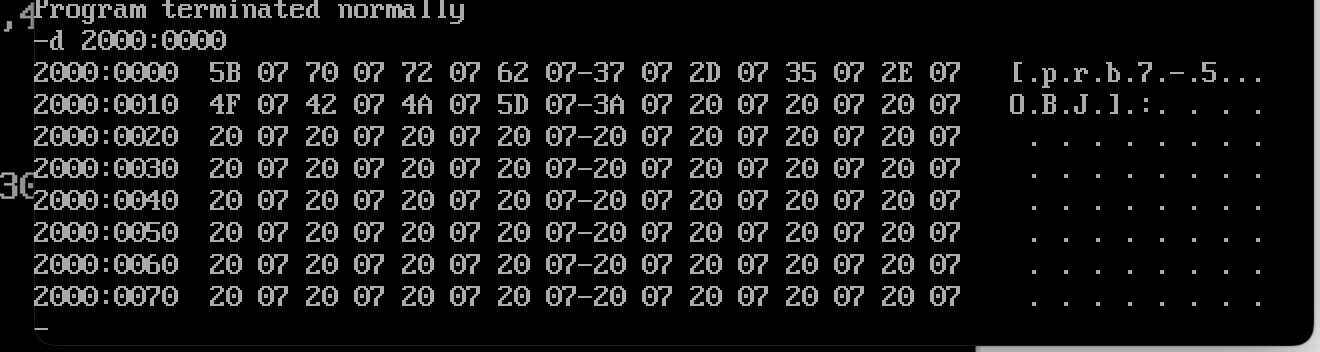 Program terminated normally
-d 2000:0000
2000:0000  5B 07 70 07 72 07 62 07-37 07 2D 07 35 07 2E 07   [.p.r.b.7.-.5...
2000:0010  4F 07 42 07 4A 07 5D 07-3A 07 20 07 20 07 20 07   O.B.J.].:. . . .
2000:0020  20 07 20 07 20 07 20 07-20 07 20 07 20 07 20 07    . . . . . . . .
2000:0030  20 07 20 07 20 07 20 07-20 07 20 07 20 07 20 07    . . . . . . . .
2000:0040  20 07 20 07 20 07 20 07-20 07 20 07 20 07 20 07    . . . . . . . .
2000:0050  20 07 20 07 20 07 20 07-20 07 20 07 20 07 20 07    . . . . . . . .
2000:0060  20 07 20 07 20 07 20 07-20 07 20 07 20 07 20 07    . . . . . . . .
2000:0070  20 07 20 07 20 07 20 07-20 07 20 07 20 07 20 07    . . . . . . . .
-